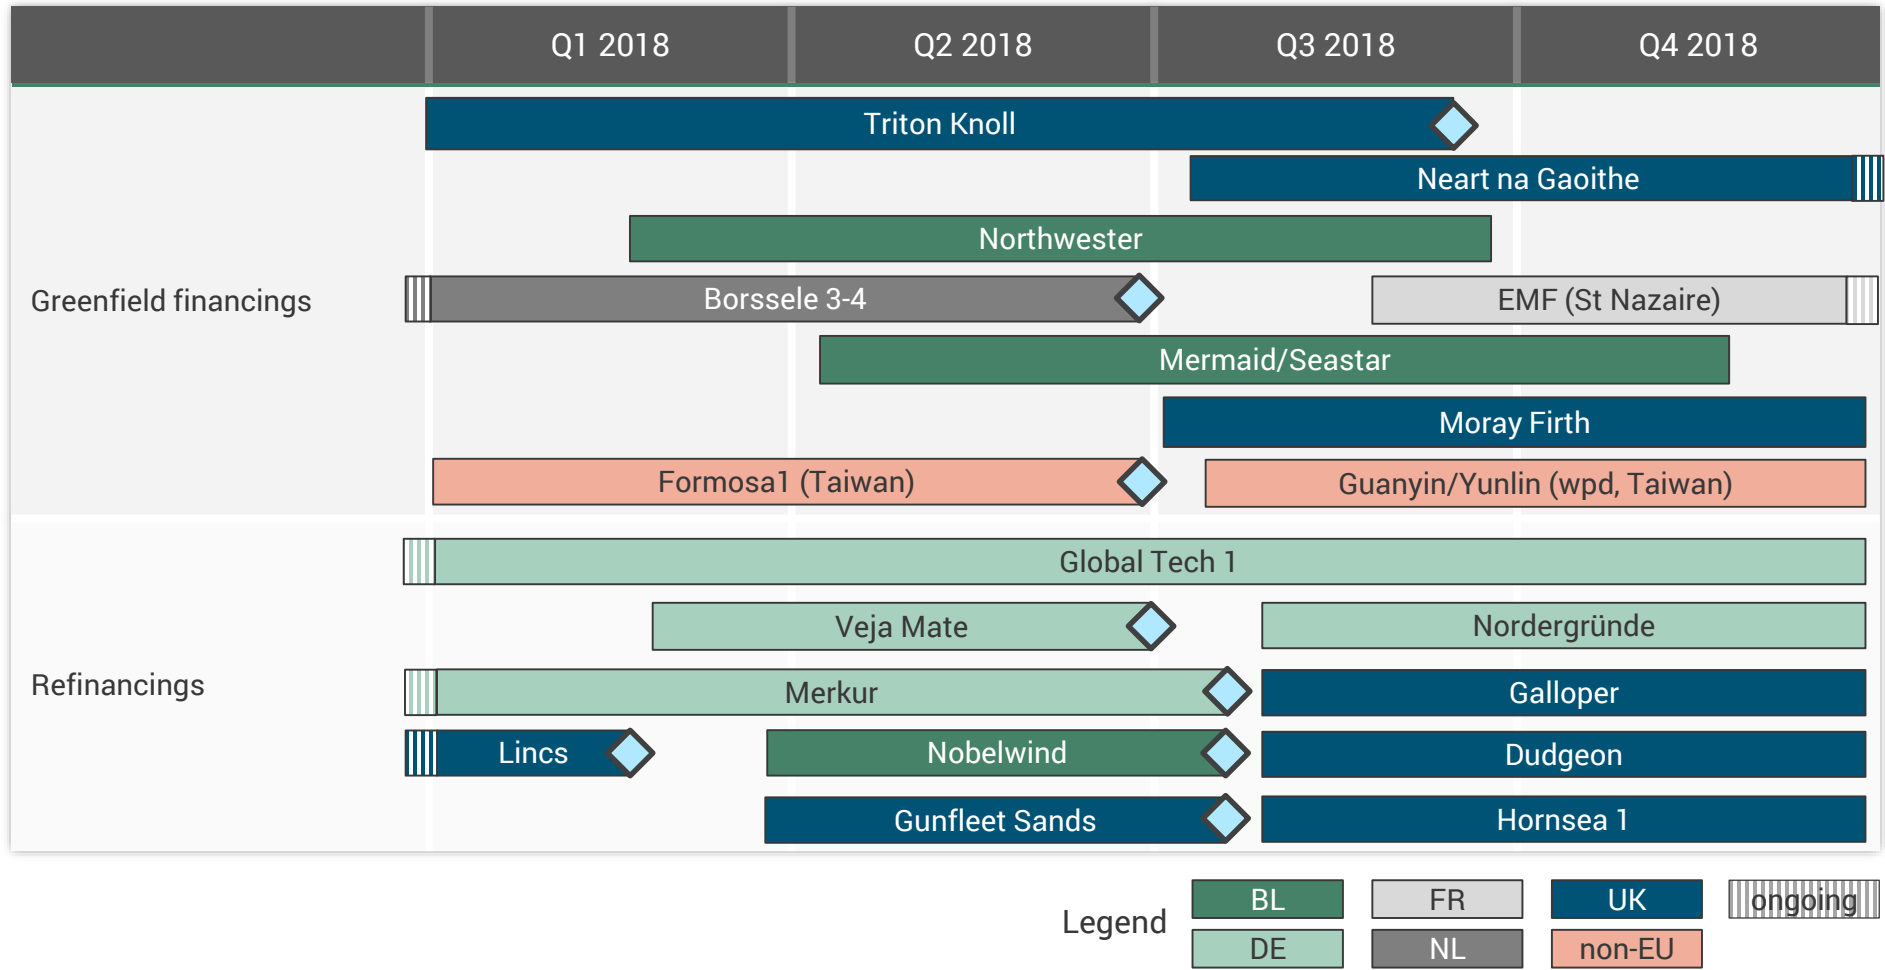 Q1 2018
Q2 2018
Q3 2018
Q4 2018
Triton Knoll
Neart na Gaoithe
Northwester
Greenfield financings
Borssele 3-4
EMF (St Nazaire)
Mermaid/Seastar
Moray Firth
Formosa1 (Taiwan)
Guanyin/Yunlin (wpd, Taiwan)
Global Tech 1
Veja Mate
Nordergründe
Refinancings
Merkur
Galloper
Lincs
Nobelwind
Dudgeon
Gunfleet Sands
Hornsea 1
Legend
BL
FR
UK
ongoing
DE
NL
non-EU